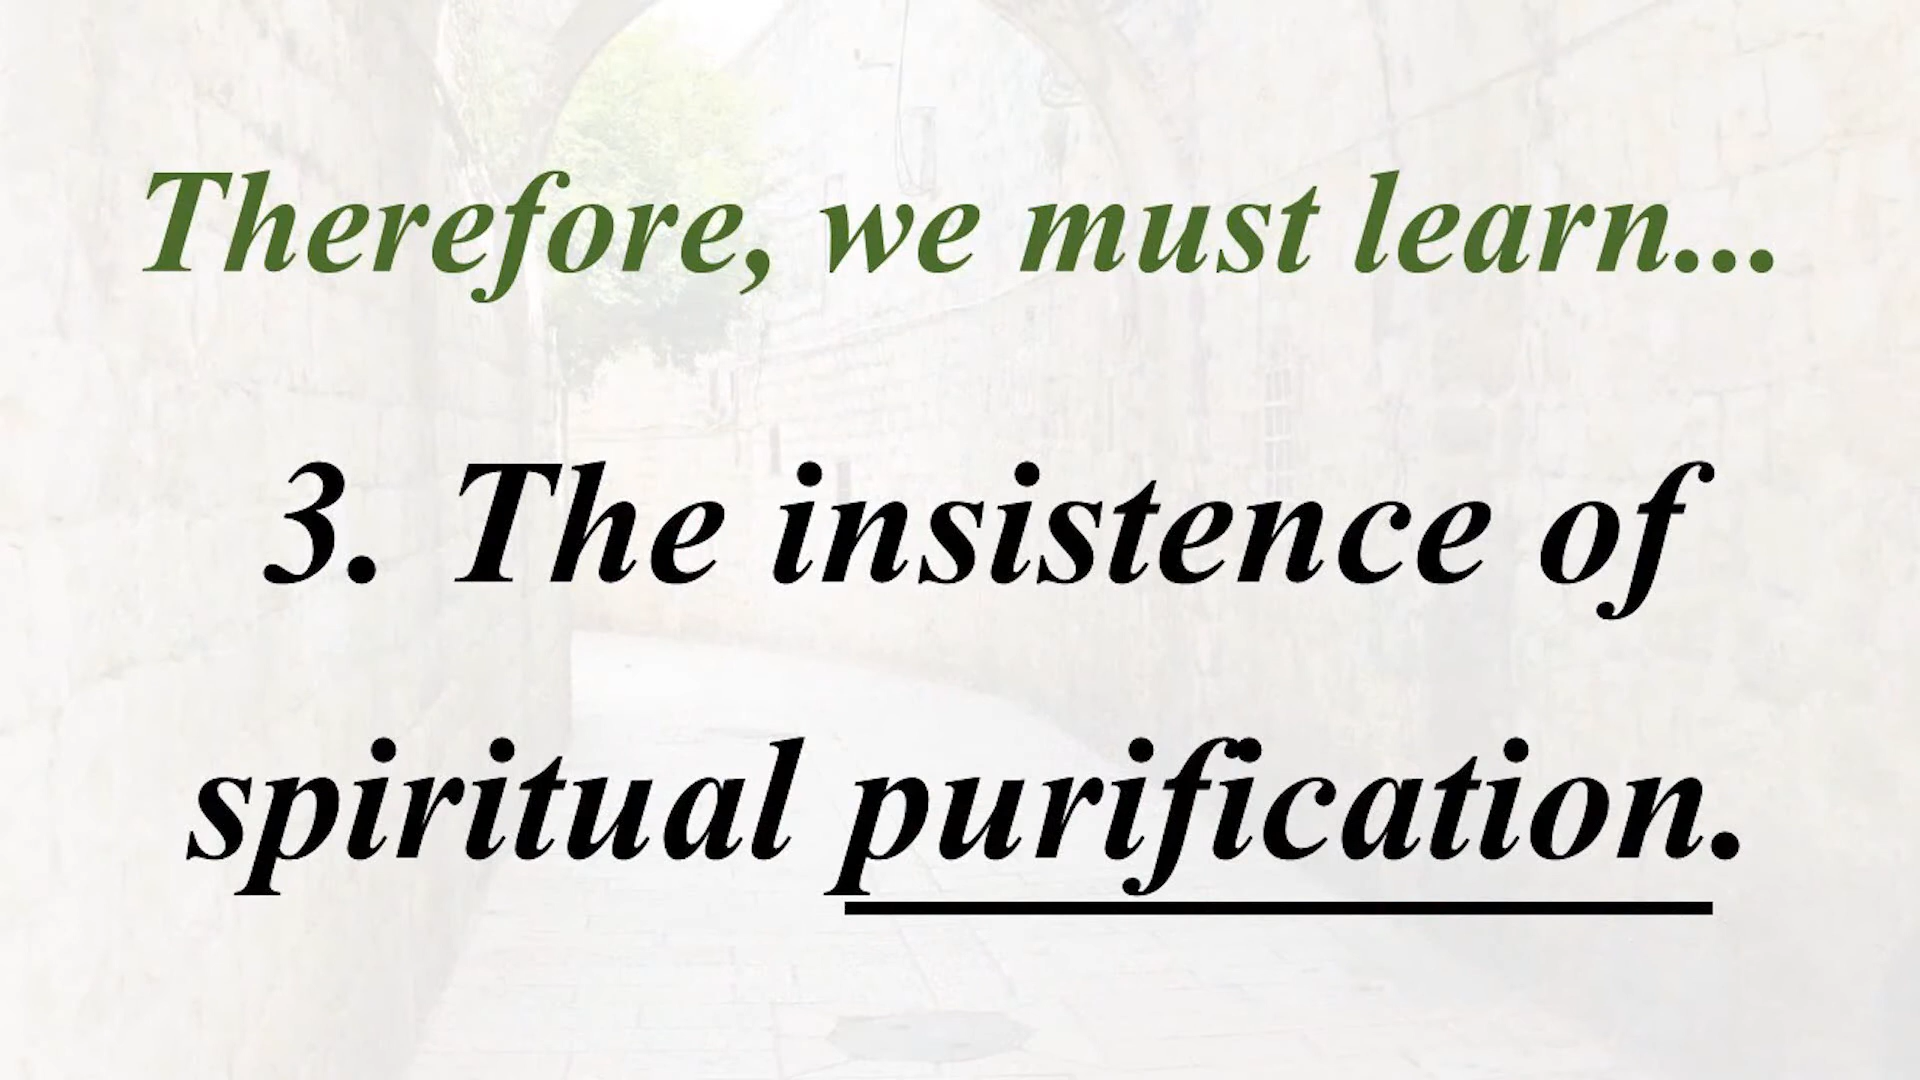 Therefore, we must learn...
3. The insistence of
spiritual purification.